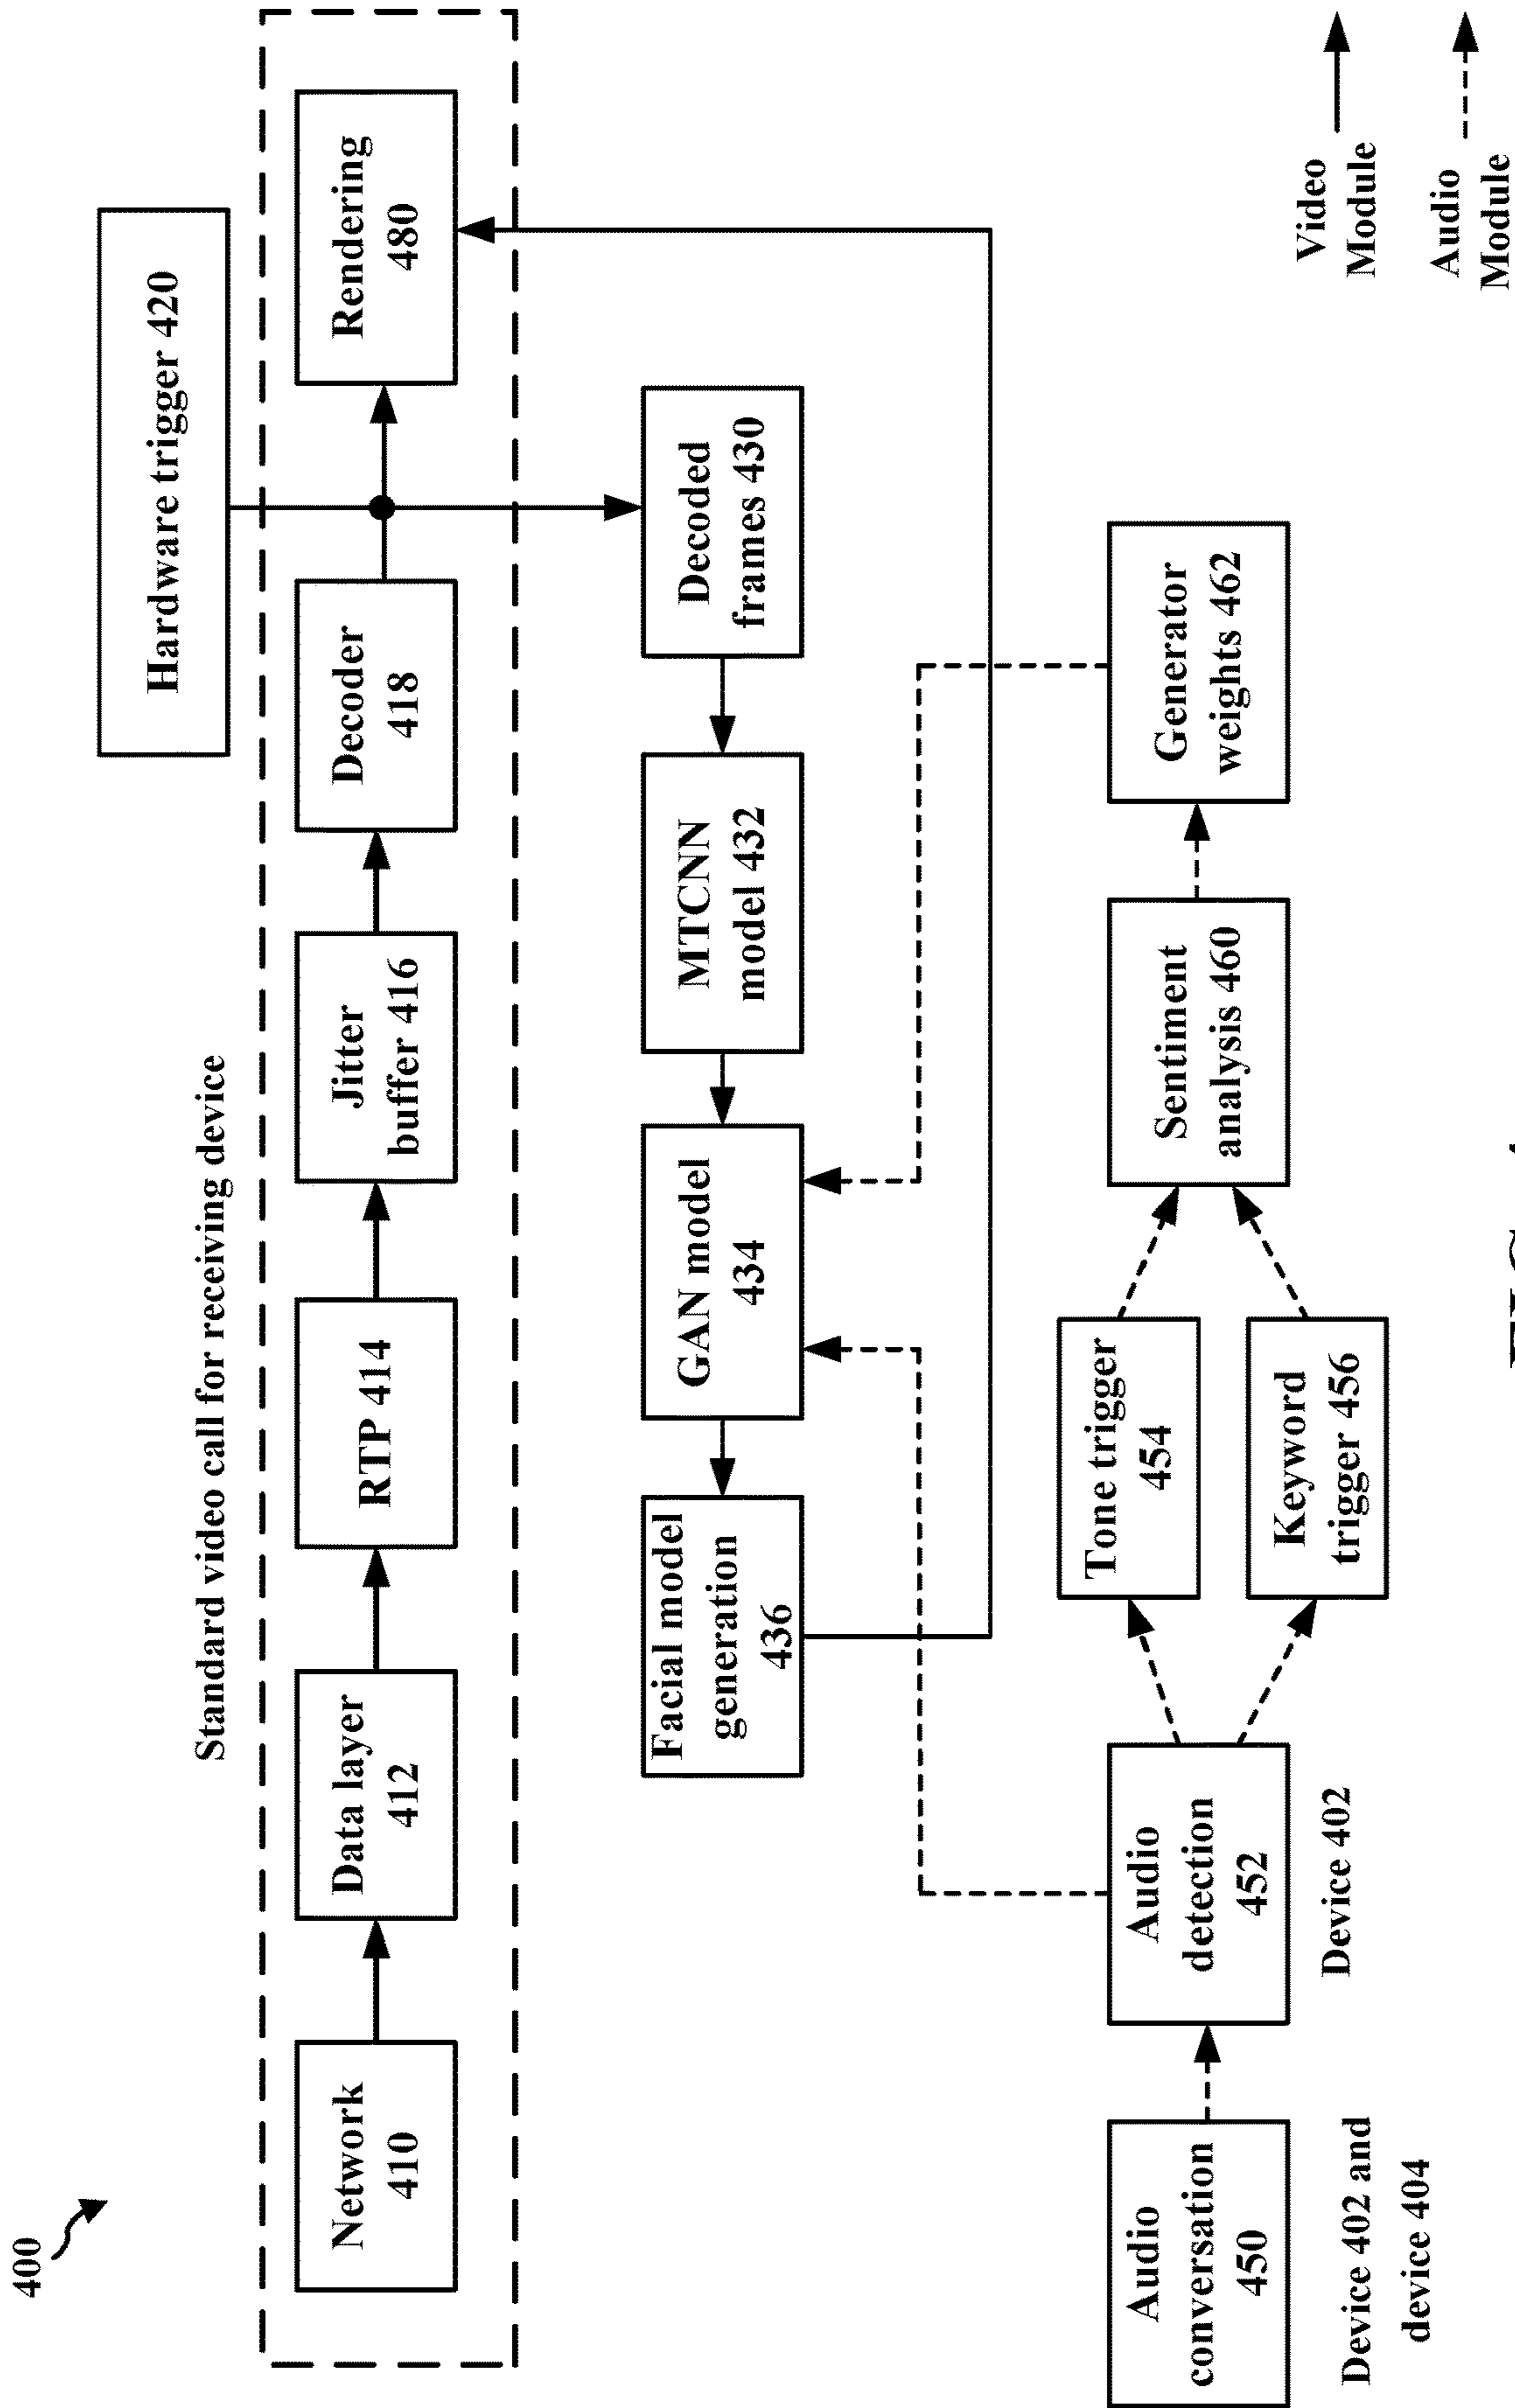 400
Hardware trigger 420
Standard video call for receiving device
Network
410
Data layer
412
RTP 414
Jitter
buffer 416
Decoder
418
Rendering
480
Decoded
frames 430
MTCNN
model 432
GAN model
434
Facial model
generation
436
Audio
conversation
450
Device 402 and
device 404
Audio
detection
452
Device 402
Tone trigger
454
Keyword
trigger 456
Sentiment
analysis 460
Generator
weights 462
Video
Module
Audio
Module